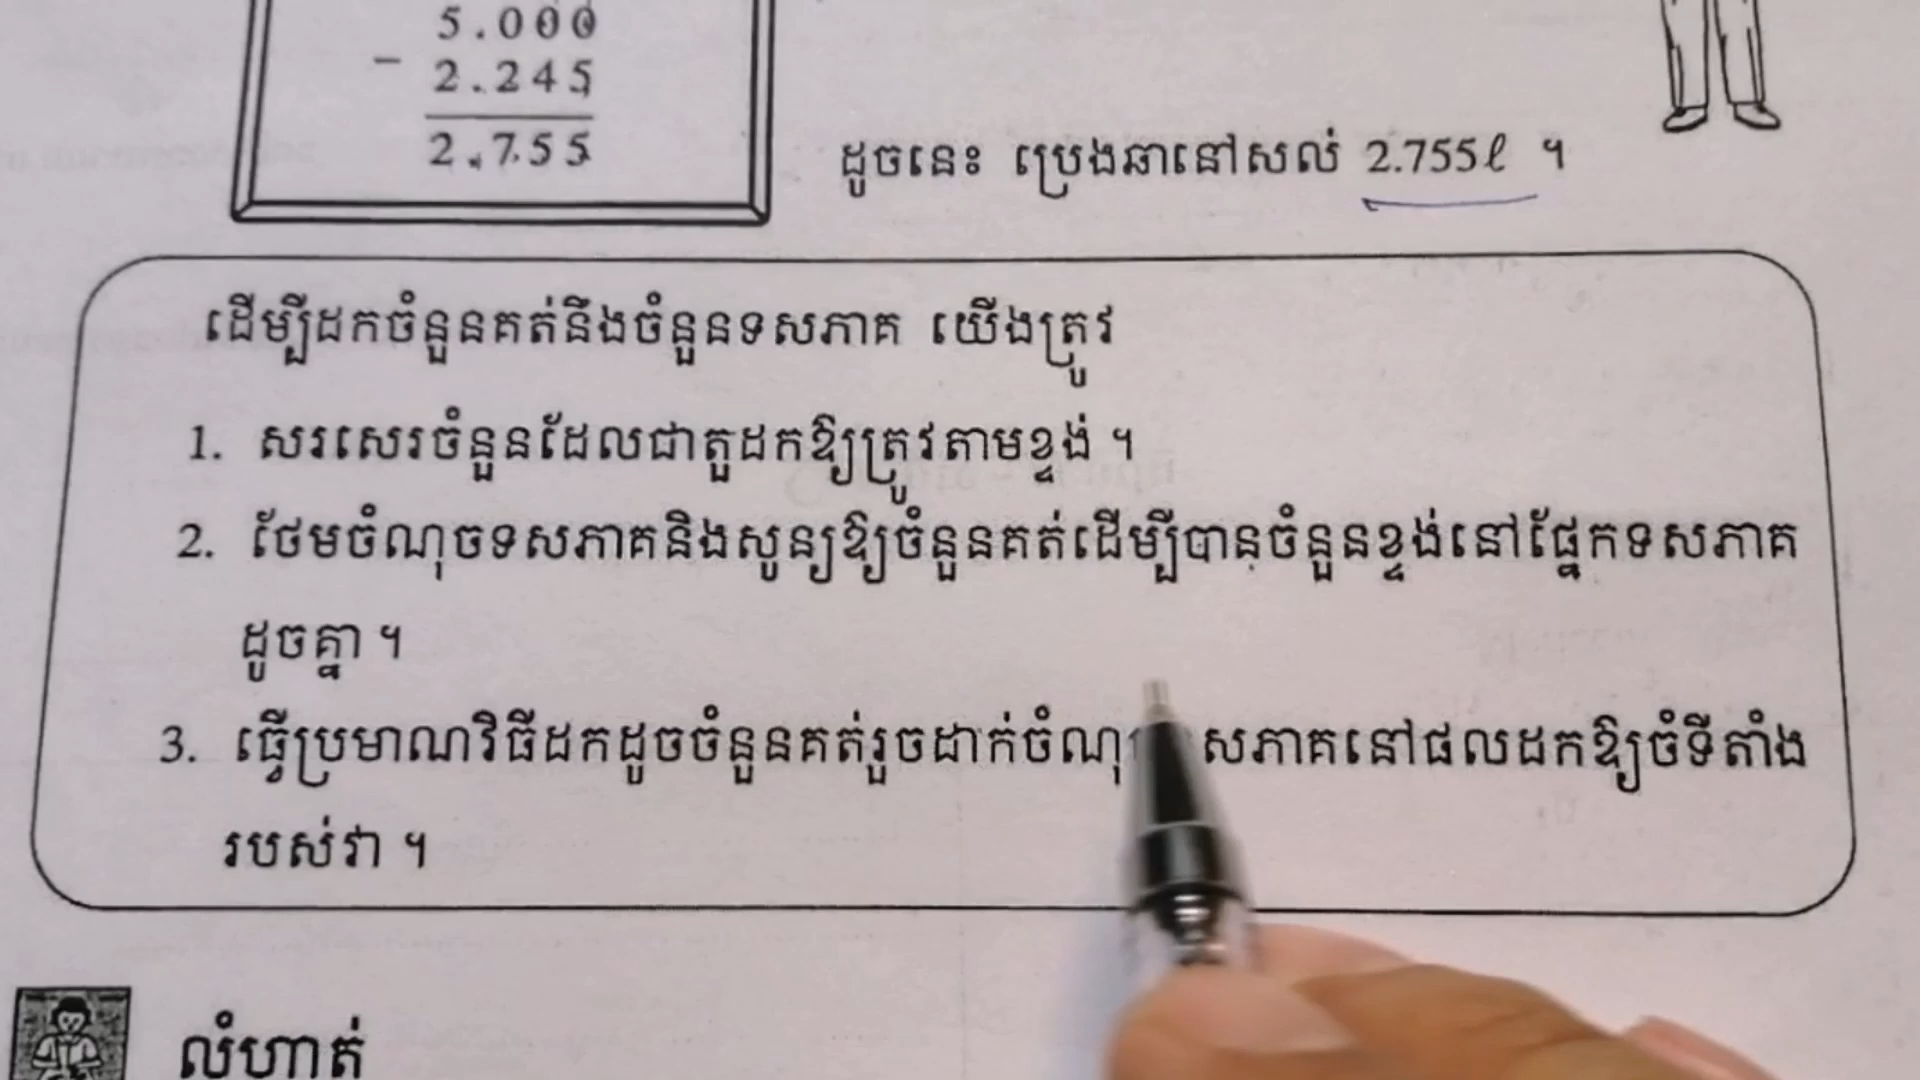 5.000
- 2.245
2.755
ដូចនេះ ប្រេងឆានៅសល់ 2.755ℓ ។
ដើម្បីដកចំនួនគត់នឹងចំនួនទសភាគ យើងត្រូវ
1. សរសេរចំនួនដែលជាតួដកឱ្យត្រូវតាមខ្ទង់ ។
2. ថែមចំណុចទសភាគនិងសូន្យឱ្យចំនួនគត់ដើម្បីបានចំនួនខ្ទង់នៅផ្នែកទសភាគ
ដូចគ្នា ។
3. ធ្វើប្រមាណវិធីដកដូចចំនួនគត់រួចដាក់ចំណុ សភាគនៅផលដកឱ្យចំទីតាំង
របស់វា ។
លំហាត់